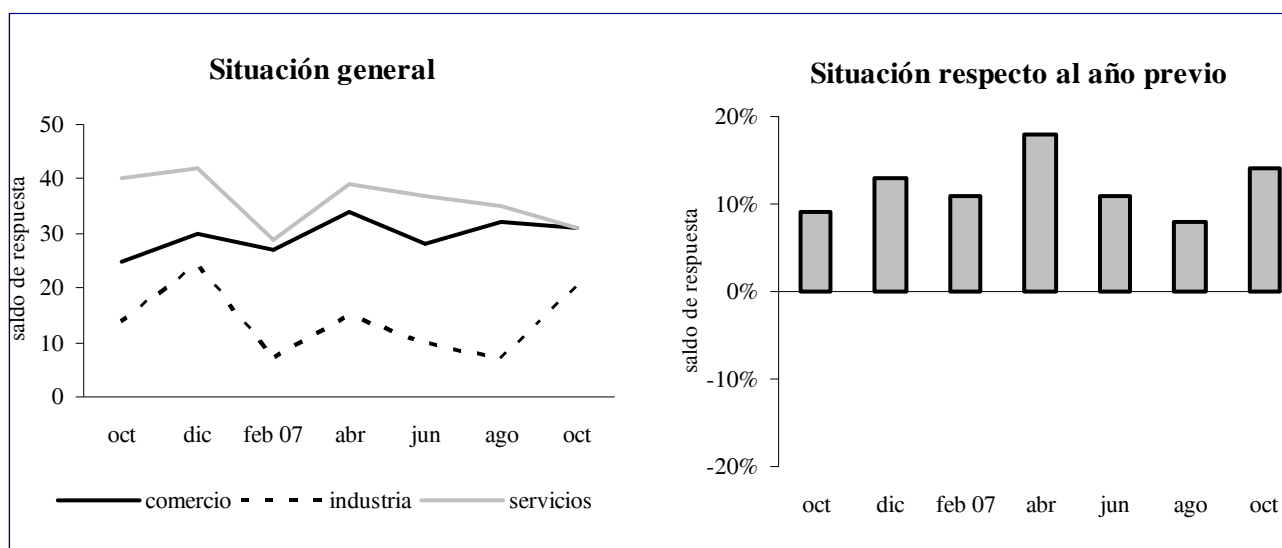 Situación general
50
40
30
20
10
0
saldo de respuesta
oct dic feb 07 abr jun ago oct
comercio industria servicios
Situación respecto al año previo
20%
10%
0%
-10%
-20%
saldo de respuesta
oct dic feb 07 abr jun ago oct